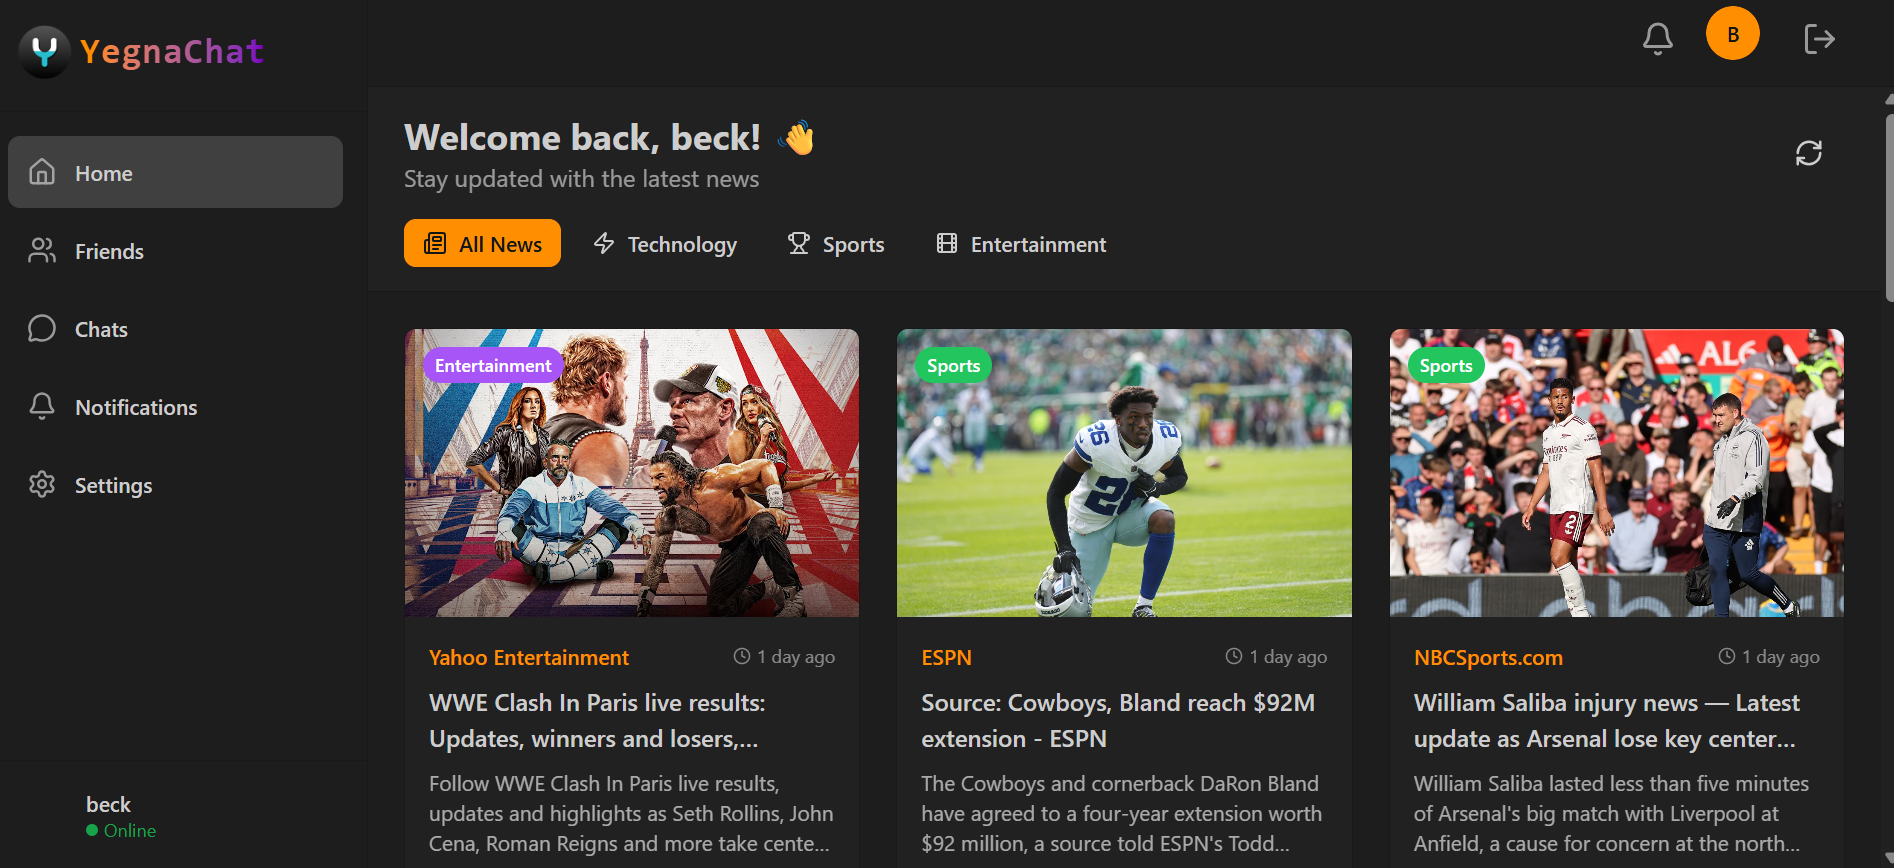 YegnaChat
B
Home
Friends
Chats
Notifications
Settings
beck
Online
Welcome back, beck! 👋
Stay updated with the latest news
All News
Technology
Sports
Entertainment
Entertainment
Yahoo Entertainment
1 day ago
WWE Clash In Paris live results:
Updates, winners and losers,...
Follow WWE Clash In Paris live results,
updates and highlights as Seth Rollins, John
Cena, Roman Reigns and more take cente...
Sports
26
26
ESPN
1 day ago
Source: Cowboys, Bland reach $92M
extension - ESPN
The Cowboys and cornerback DaRon Bland
have agreed to a four-year extension worth
$92 million, a source told ESPN's Todd...
Sports
AL6
2
NBCSports.com
1 day ago
William Saliba injury news — Latest
update as Arsenal lose key center...
William Saliba lasted less than five minutes
of Arsenal's big match with Liverpool at
Anfield, a cause for concern at the north...